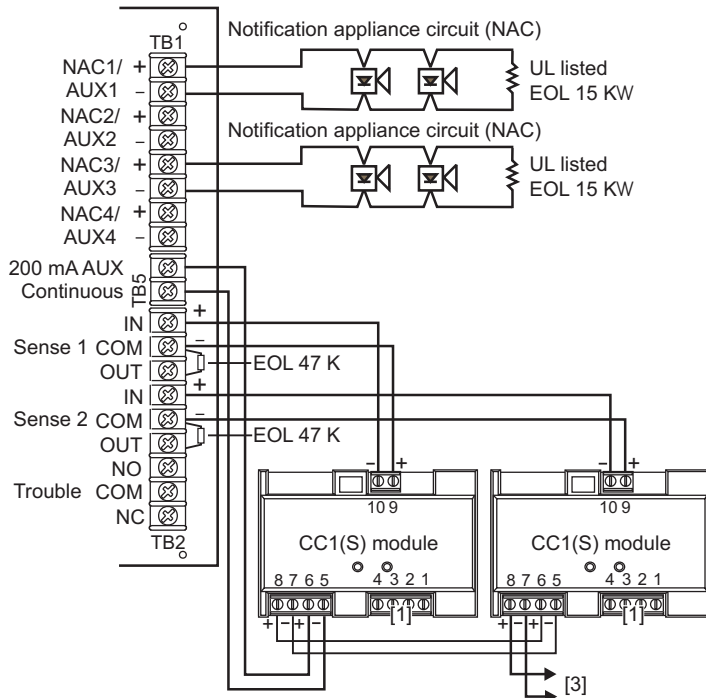 TB1
Notification appliance circuit (NAC)
NAC1/ +
AUX1 –
UL listed
EOL 15 KW
NAC2/ +
AUX2 –
Notification appliance circuit (NAC)
NAC3/ +
AUX3 –
UL listed
EOL 15 KW
NAC4/ +
AUX4 –
200 mA AUX
Continuous
TB5
+
IN
–
Sense 1 COM
EOL 47 K
OUT
+
IN
–
Sense 2 COM
EOL 47 K
OUT
NO
Trouble COM
NC
TB2
– +
10 9
CC1(S) module
8 7 6 5 4 3 2 1
[1]
+ – + –
– +
10 9
CC1(S) module
8 7 6 5 4 3 2 1
[1]
+ – + –
[3]